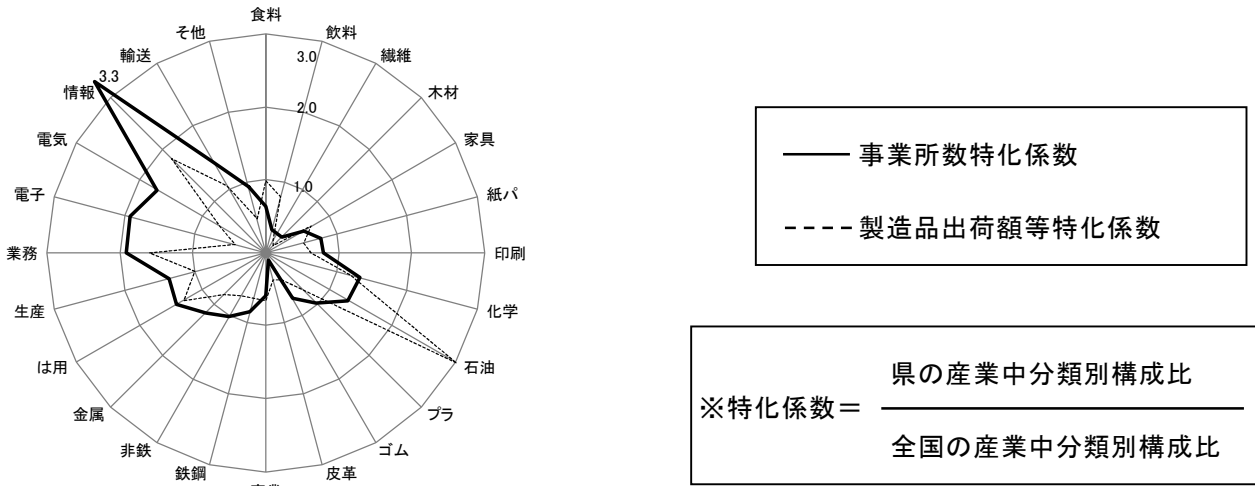 食料
飲料
繊維
木材
家具
紙パ
印刷
化学
石油
プラ
ゴム
皮革
鉄鋼
非鉄
金属
は用
生産
業務
電子
電気
情報
輸送
そ他
3.3
3.0
2.0
1.0
事業所数特化係数
製造品出荷額等特化係数
※特化係数＝
県の産業中分類別構成比
全国の産業中分類別構成比